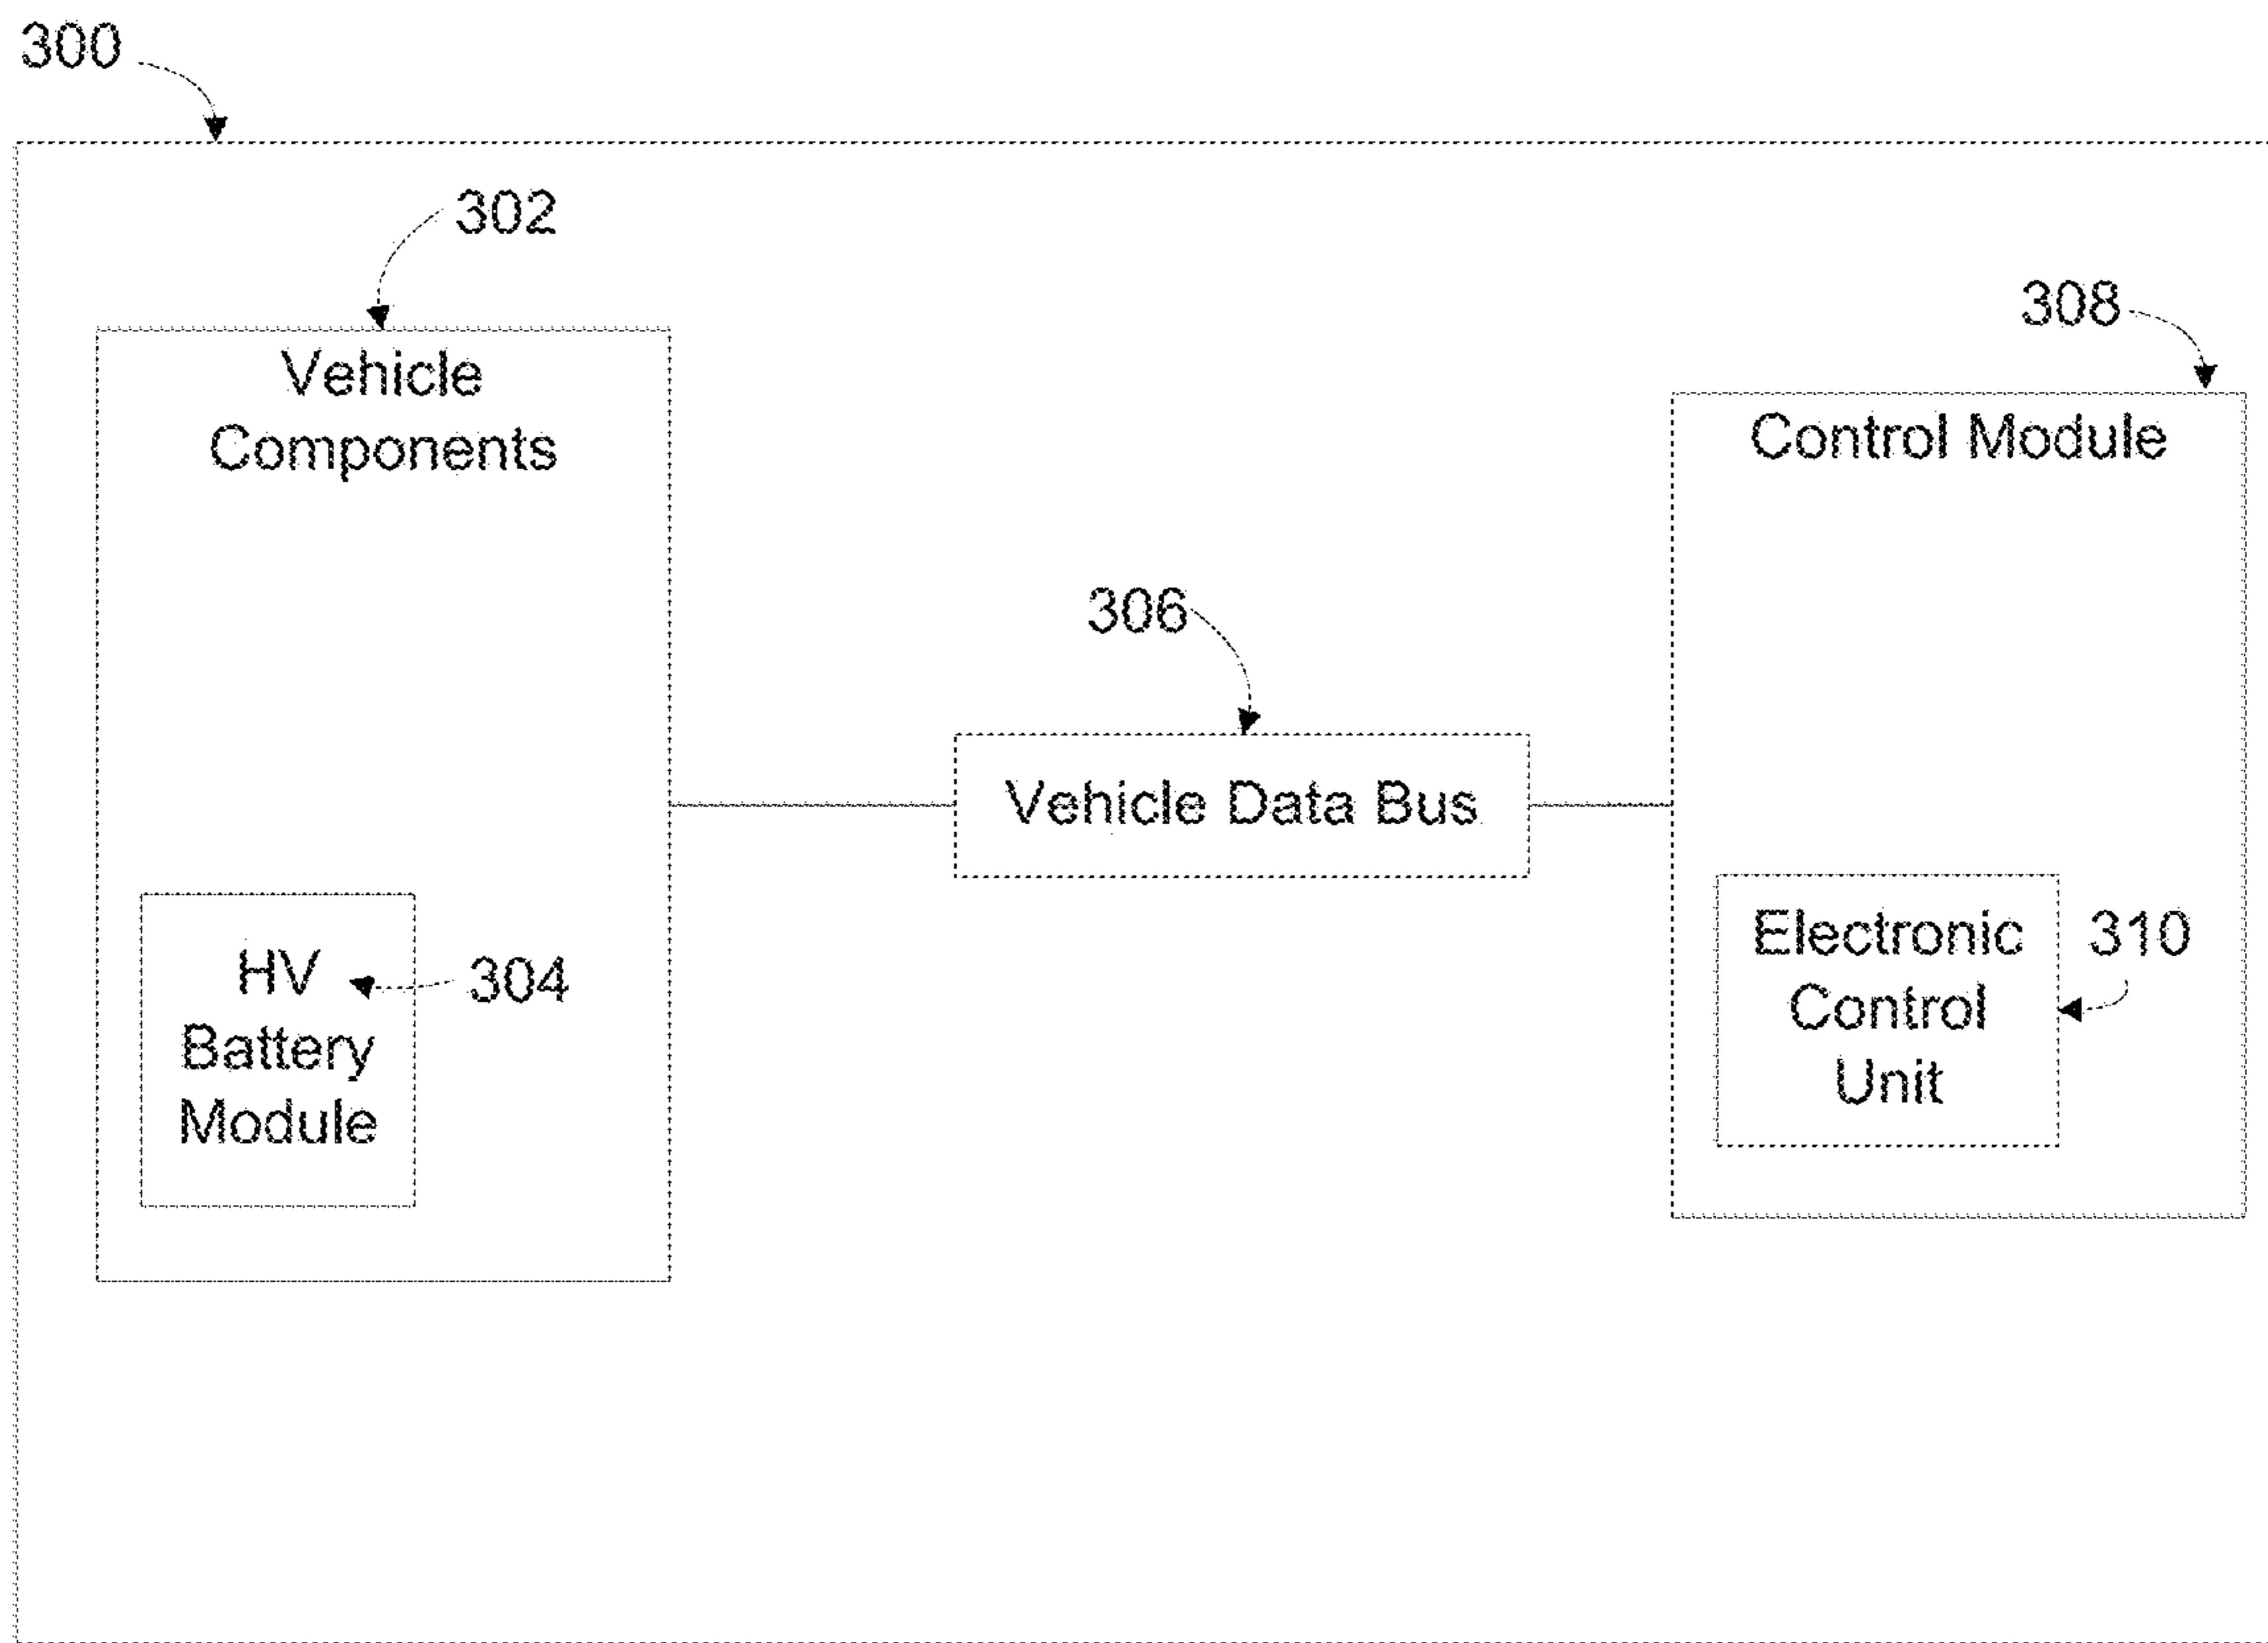 300
302
Vehicle
Components
308
Control Module
306
Vehicle Data Bus
HV
Battery
Module
304
Electronic
Control
Unit
310